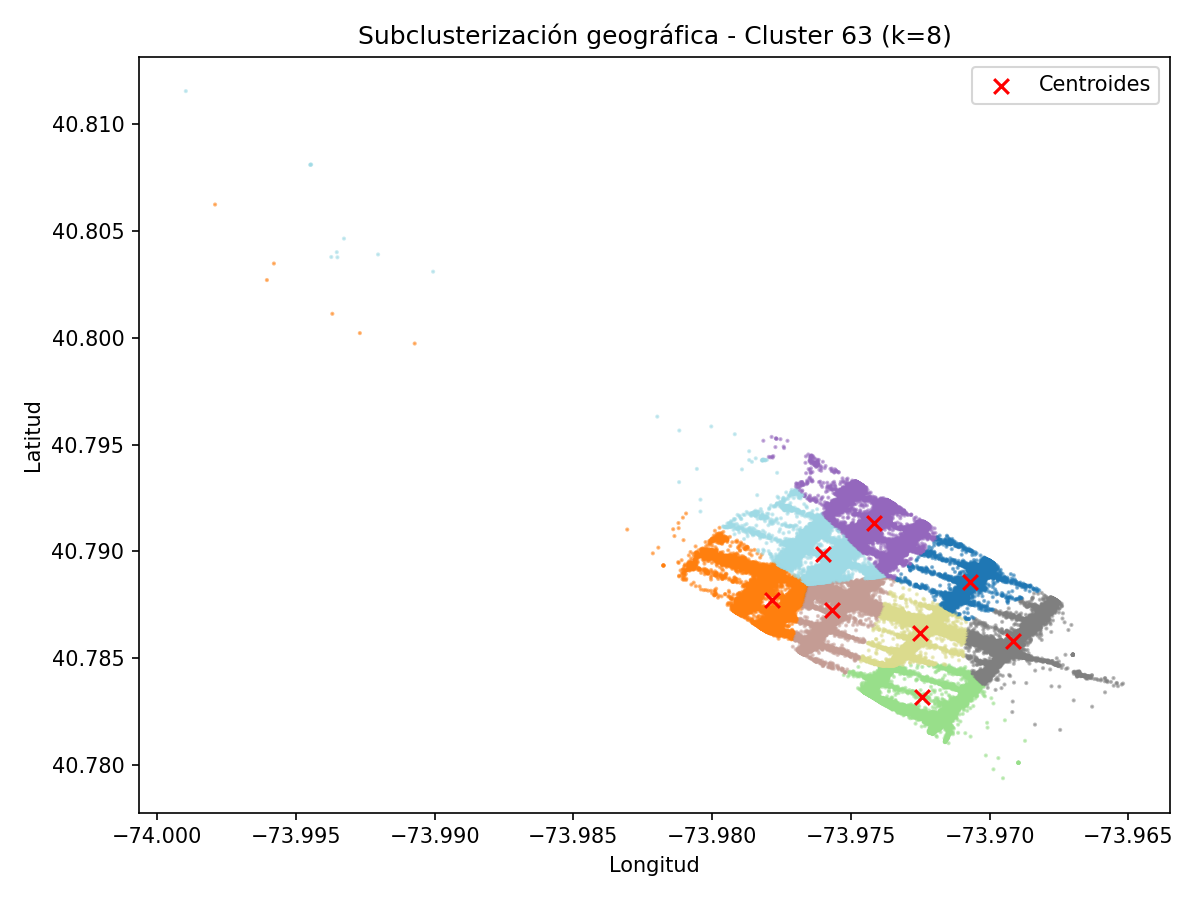 Subclusterización geográfica - Cluster 63 (k=8)
Centroides
Latitud
40.810
40.805
40.800
40.795
40.790
40.785
40.780
−74.000 −73.995 −73.990 −73.985 −73.980 −73.975 −73.970 −73.965
Longitud